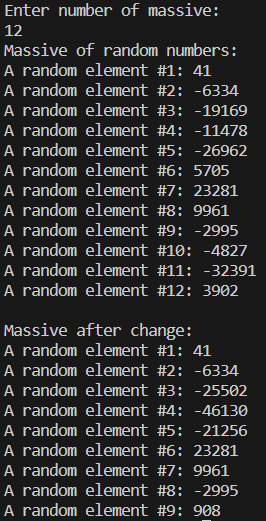 Enter number of massive:
12
Massive of random numbers:
A random element #1: 41
A random element #2: -6334
A random element #3: -19169
A random element #4: -11478
A random element #5: -26962
A random element #6: 5705
A random element #7: 23281
A random element #8: 9961
A random element #9: -2995
A random element #10: -4827
A random element #11: -32391
A random element #12: 3902
Massive after change:
A random element #1: 41
A random element #2: -6334
A random element #3: -25502
A random element #4: -46130
A random element #5: -21256
A random element #6: 23281
A random element #7: 9961
A random element #8: -2995
A random element #9: 908